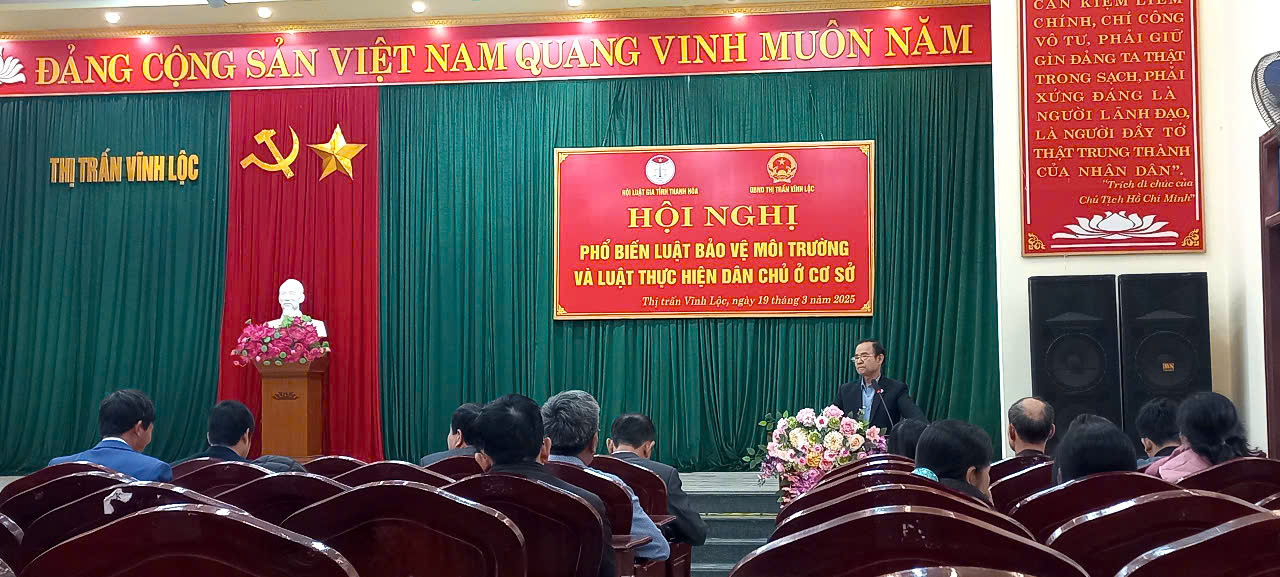 ĐẢNG CỘNG SẢN VIỆT NAM QUANG VINH MUÔN NĂM
THỊ TRẤN VĨNH LỘC
HỘI LUẬT GIA TỈNH THANH HÓA
UBND THỊ TRẤN VĨNH LỘC
HỘI NGHỊ
PHỔ BIẾN LUẬT BẢO VỆ MÔI TRƯỜNG
VÀ LUẬT THỰC HIỆN DÂN CHỦ Ở CƠ SỞ
Thị trấn Vĩnh Lộc, ngày 19 tháng 3 năm 2025
CẦN KIỆM LIÊM
CHÍNH, CHÍ CÔNG
VÔ TƯ, PHẢI GIỮ
GÌN ĐẢNG TA THẬT
TRONG SẠCH, PHẢI
XỨNG ĐÁNG LÀ
NGƯỜI LÃNH ĐẠO,
LÀ NGƯỜI ĐẦY TỚ
THẬT TRUNG THÀNH
CỦA NHÂN DÂN".
"Trích di chúc của
Chủ Tịch Hồ Chí Minh"